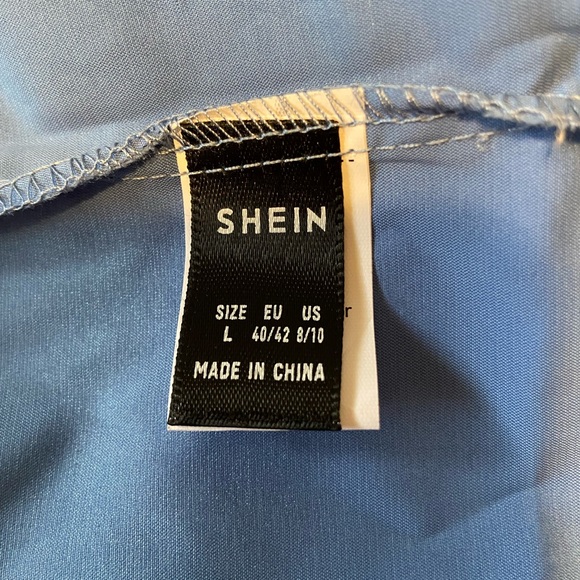 SHEIN
SIZE EU US
L 40/42 8/10
MADE IN CHINA